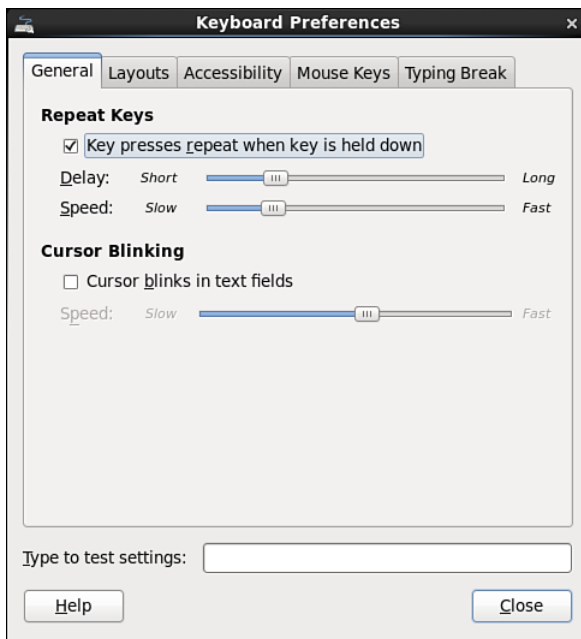 Keyboard Preferences
General Layouts Accessibility Mouse Keys Typing Break
Repeat Keys
Key presses repeat when key is held down
Delay: Short Long
Speed: Slow Fast
Cursor Blinking
Cursor blinks in text fields
Speed: Slow Fast
Type to test settings:
Help Close